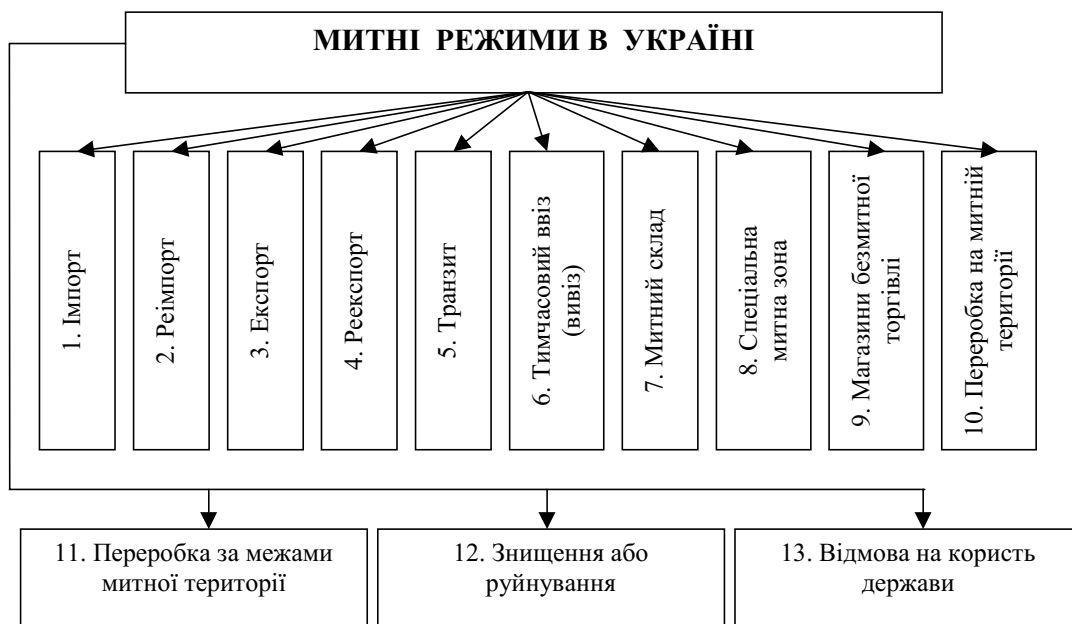 МИТНІ РЕЖИМИ В УКРАЇНІ
1. Імпорт
2. Реімпорт
3. Експорт
4. Реекспорт
5. Транзит
6. Тимчасовий ввіз
(вивіз)
7. Митний склад
8. Спеціальна
митна зона
9. Магазини безмитної
торгівлі
10. Переробка на митній
території
11. Переробка за межами
митної території
12. Знищення або
руйнування
13. Відмова на користь
держави